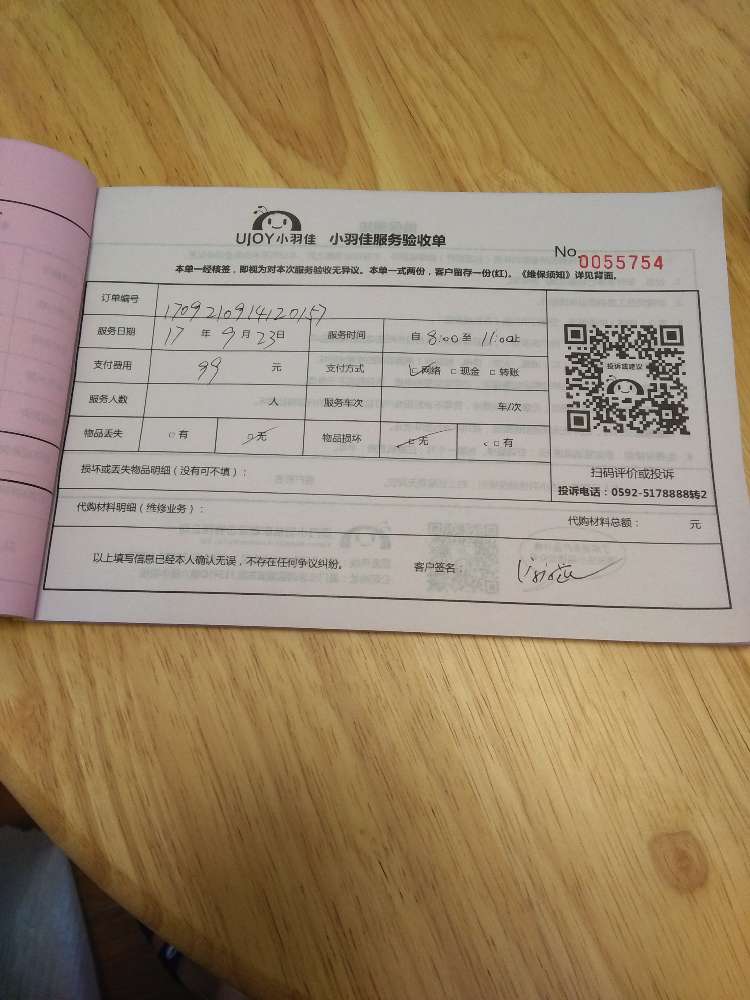 UJOY小羽佳 小羽佳服务验收单
No.0055754
本单一经核签，即视为对本次服务验收无异议。本单一式两份，客户留存一份(红)。《维保须知》详见背面。
订单编号 1709210914120157
服务日期 17 年 9 月 23 日 服务时间 自 8:00 至 11:00止
支付费用 99 元 支付方式 ☑网络 □现金 □转账
服务人数 人 服务车次 车/次
物品丢失 □有 ☑无 物品损坏 ☑无 □有
投诉或建议
扫码评价或投诉
投诉电话：0592-5178888转2
损坏或丢失物品明细（没有可不填）：
代购材料明细（维修业务）： 代购材料总额： 元
以上填写信息已经本人确认无误，不存在任何争议纠纷。 客户签名：